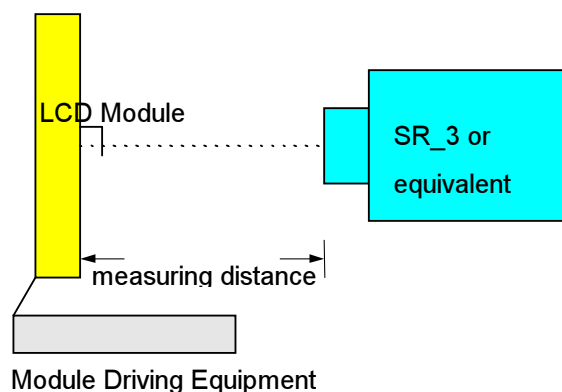 LCD Module
SR_3 or
equivalent
measuring distance
Module Driving Equipment